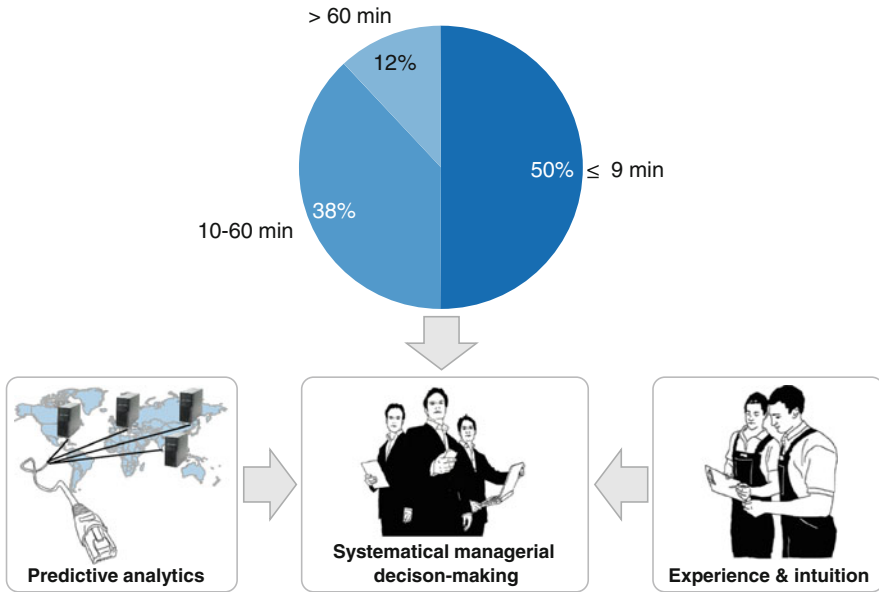 > 60 min
12%
50%
≤ 9 min
38%
10-60 min
Predictive analytics
Systematical managerial
decison-making
Experience & intuition